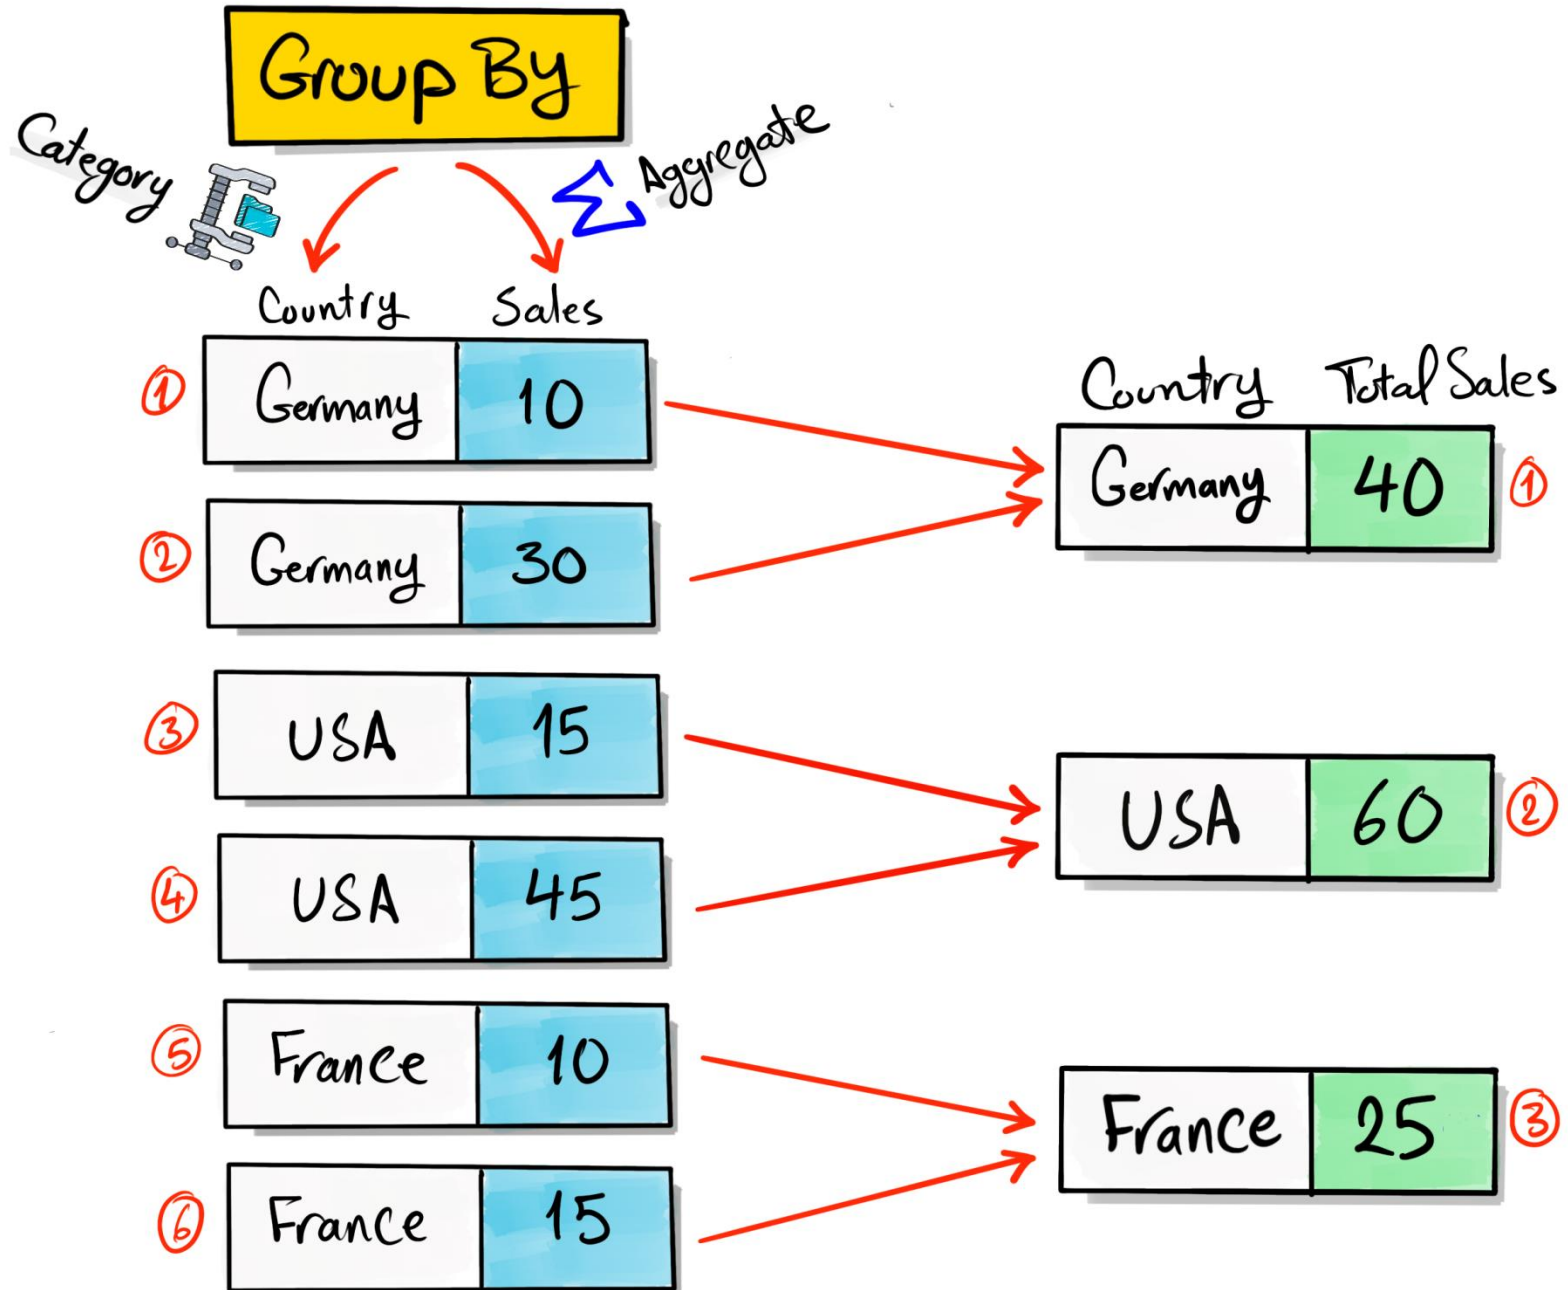 Group By
Category
Aggregate
Country Sales
1 Germany 10
2 Germany 30
3 USA 15
4 USA 45
5 France 10
6 France 15
Country Total Sales
Germany 40 1
USA 60 2
France 25 3